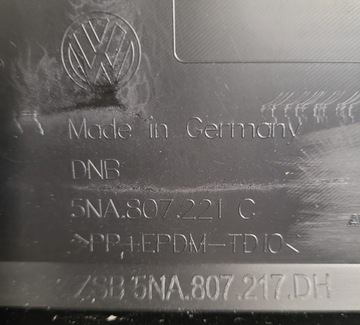 Made in Germany
DNB
5NA.807.221 C
>PP+EPDM-TD10<
ZSB 5NA.807.217.DH